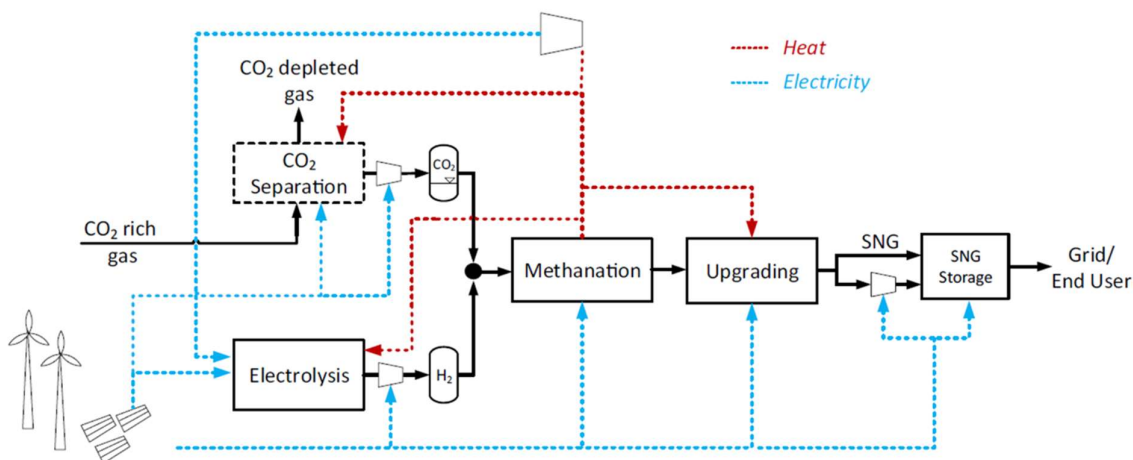 Heat
Electricity
CO₂ depleted
gas
CO₂
Separation
CO₂
CO₂ rich
gas
Methanation
Upgrading
SNG
SNG
Storage
Grid/
End User
Electrolysis
H₂